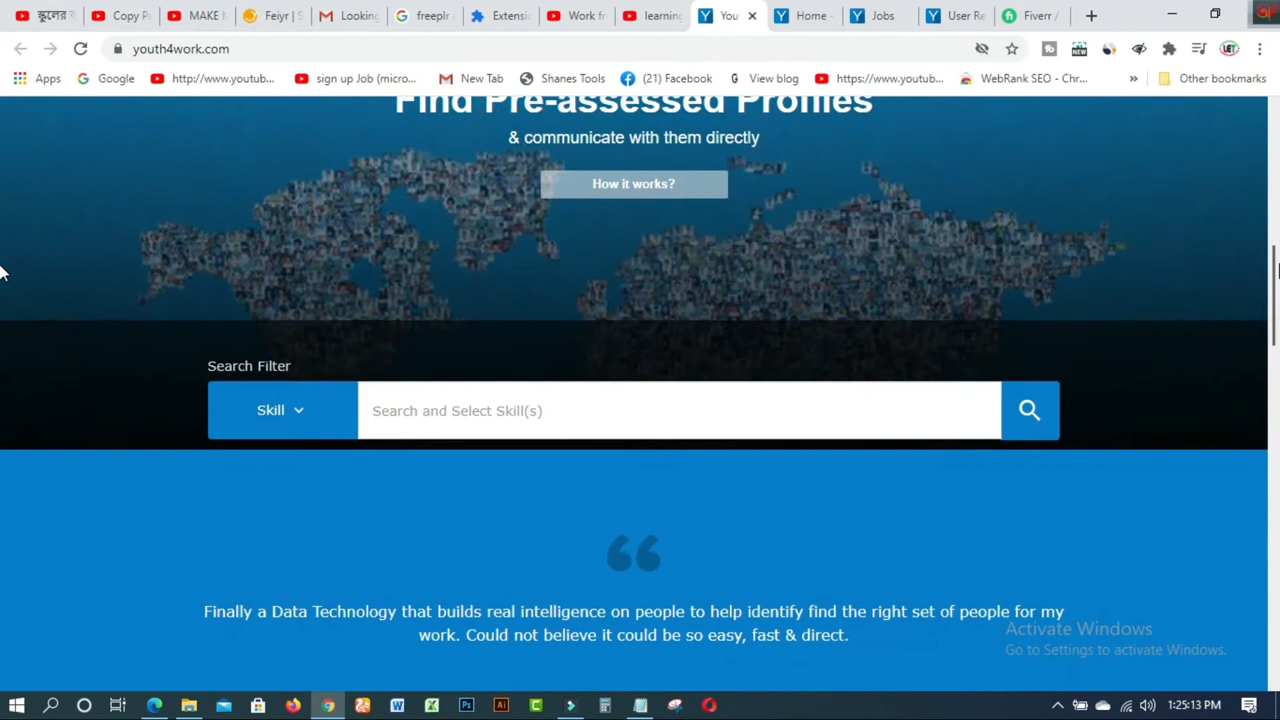 স্কুলের ব
Copy P
MAKE
Feiyr | S
Looking
freeplr
Extensi
Work fr
learning
You
Home -
Jobs
User Re
Fiverr /
youth4work.com
Apps
Google
http://www.youtub...
sign up Job (micro...
New Tab
Shanes Tools
(21) Facebook
View blog
https://www.youtub...
WebRank SEO - Chr...
»
Other bookmarks
Find Pre-assessed Profiles
& communicate with them directly
How it works?
Search Filter
Skill
Search and Select Skill(s)
Finally a Data Technology that builds real intelligence on people to help identify find the right set of people for my
work. Could not believe it could be so easy, fast & direct.
Activate Windows
Go to Settings to activate Windows.
1:25:13 PM